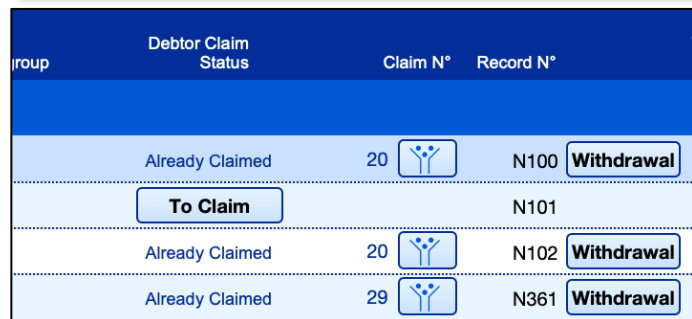 roup
Debtor Claim
Status
Claim N°
Record N°
Already Claimed 20 N100 Withdrawal
To Claim N101
Already Claimed 20 N102 Withdrawal
Already Claimed 29 N361 Withdrawal